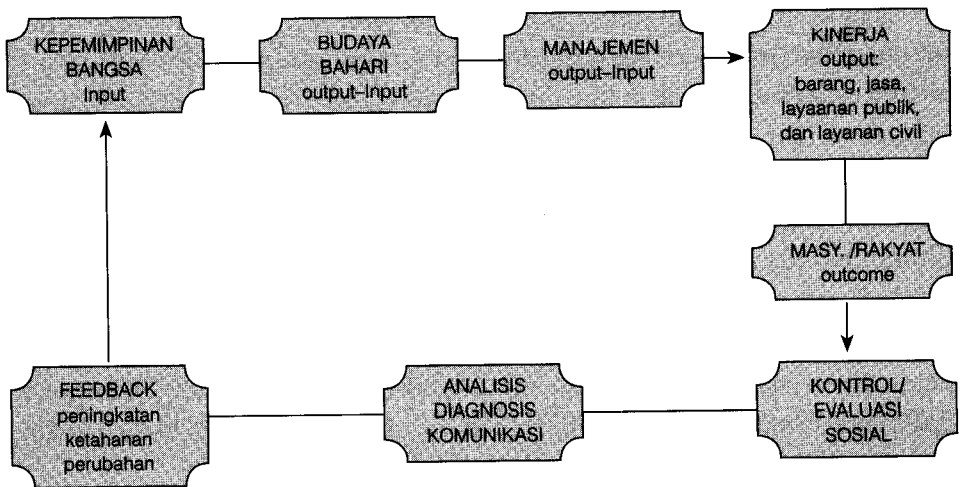 KEPEMIMPINAN
BANGSA
Input
BUDAYA
BAHARI
output–Input
MANAJEMEN
output–Input
KINERJA
output:
barang, jasa,
layaanen publik,
dan layanan civil
MASY. /RAKYAT
outcome
KONTROL/
EVALUASI
SOSIAL
ANALISIS
DIAGNOSIS
KOMUNIKASI
FEEDBACK
peningkatan
ketahanan
perubahan